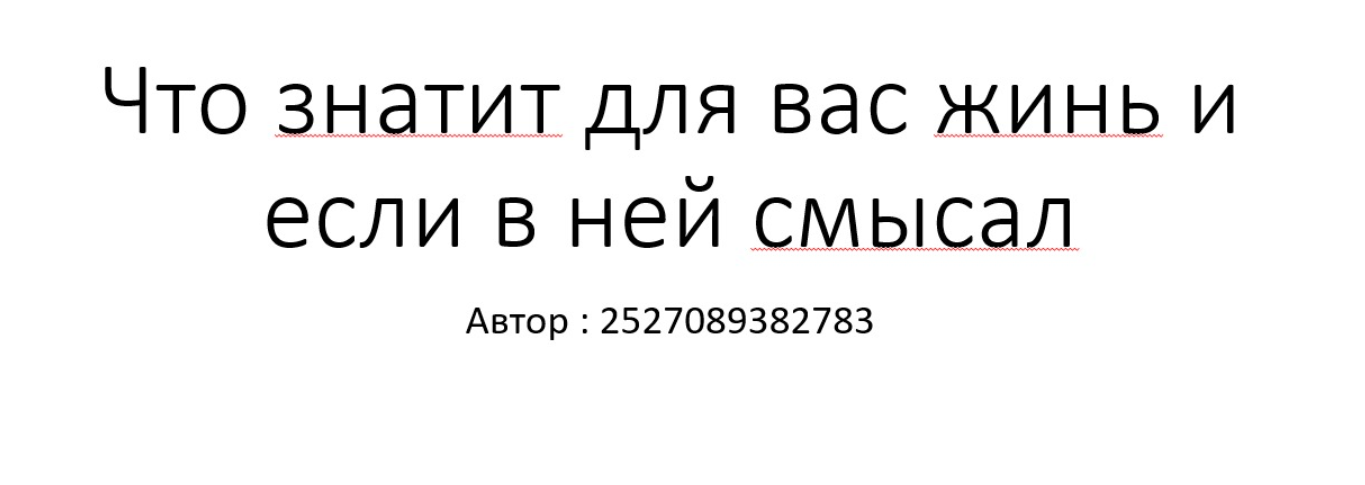 Что знатит для вас жинь и
если в ней смысал
Автор : 2527089382783